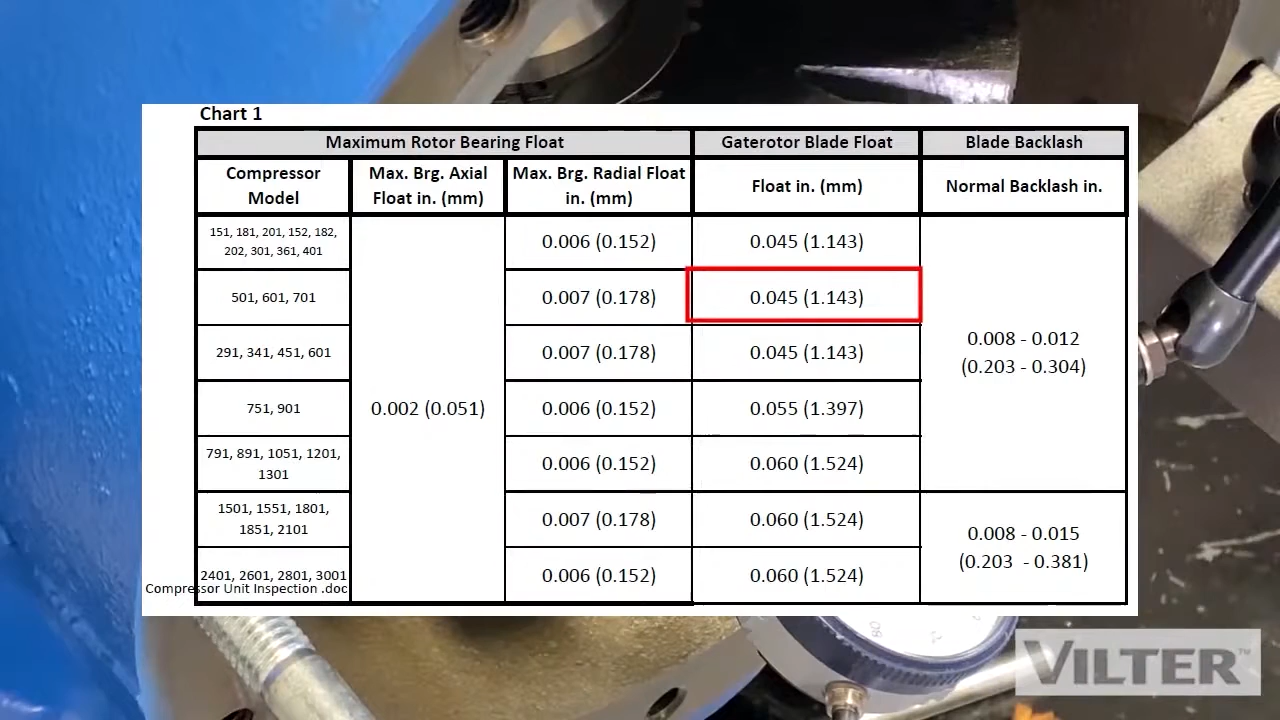 Chart 1
Maximum Rotor Bearing Float
Gaterotor Blade Float
Blade Backlash
Compressor
Model
Max. Brg. Axial
Float in. (mm)
Max. Brg. Radial Float
in. (mm)
Float in. (mm)
Normal Backlash in.
151, 181, 201, 152, 182,
202, 301, 361, 401
0.006 (0.152)
0.045 (1.143)
501, 601, 701
0.007 (0.178)
0.045 (1.143)
291, 341, 451, 601
0.007 (0.178)
0.045 (1.143)
0.008 - 0.012
(0.203 - 0.304)
751, 901
0.002 (0.051)
0.006 (0.152)
0.055 (1.397)
791, 891, 1051, 1201,
1301
0.006 (0.152)
0.060 (1.524)
1501, 1551, 1801,
1851, 2101
0.007 (0.178)
0.060 (1.524)
0.008 - 0.015
(0.203 - 0.381)
2401, 2601, 2801, 3001
0.006 (0.152)
0.060 (1.524)
Compressor Unit Inspection .doc
80
VILTER™